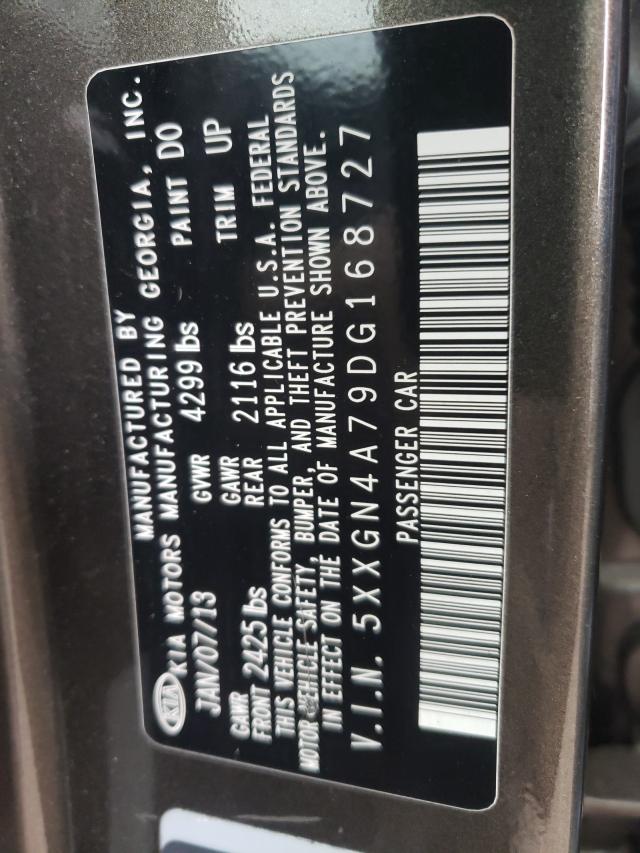 KIA
MANUFACTURED BY
KIA MOTORS MANUFACTURING GEORGIA, INC.
JAN/07/13 GVWR 4299 lbs PAINT DO
GAWR FRONT 2425 lbs GAWR REAR 2116 lbs TRIM UP
THIS VEHICLE CONFORMS TO ALL APPLICABLE U.S.A. FEDERAL
MOTOR VEHICLE SAFETY, BUMPER, AND THEFT PREVENTION STANDARDS
IN EFFECT ON THE DATE OF MANUFACTURE SHOWN ABOVE.
V.I.N. 5XXGN4A79DG168727
PASSENGER CAR